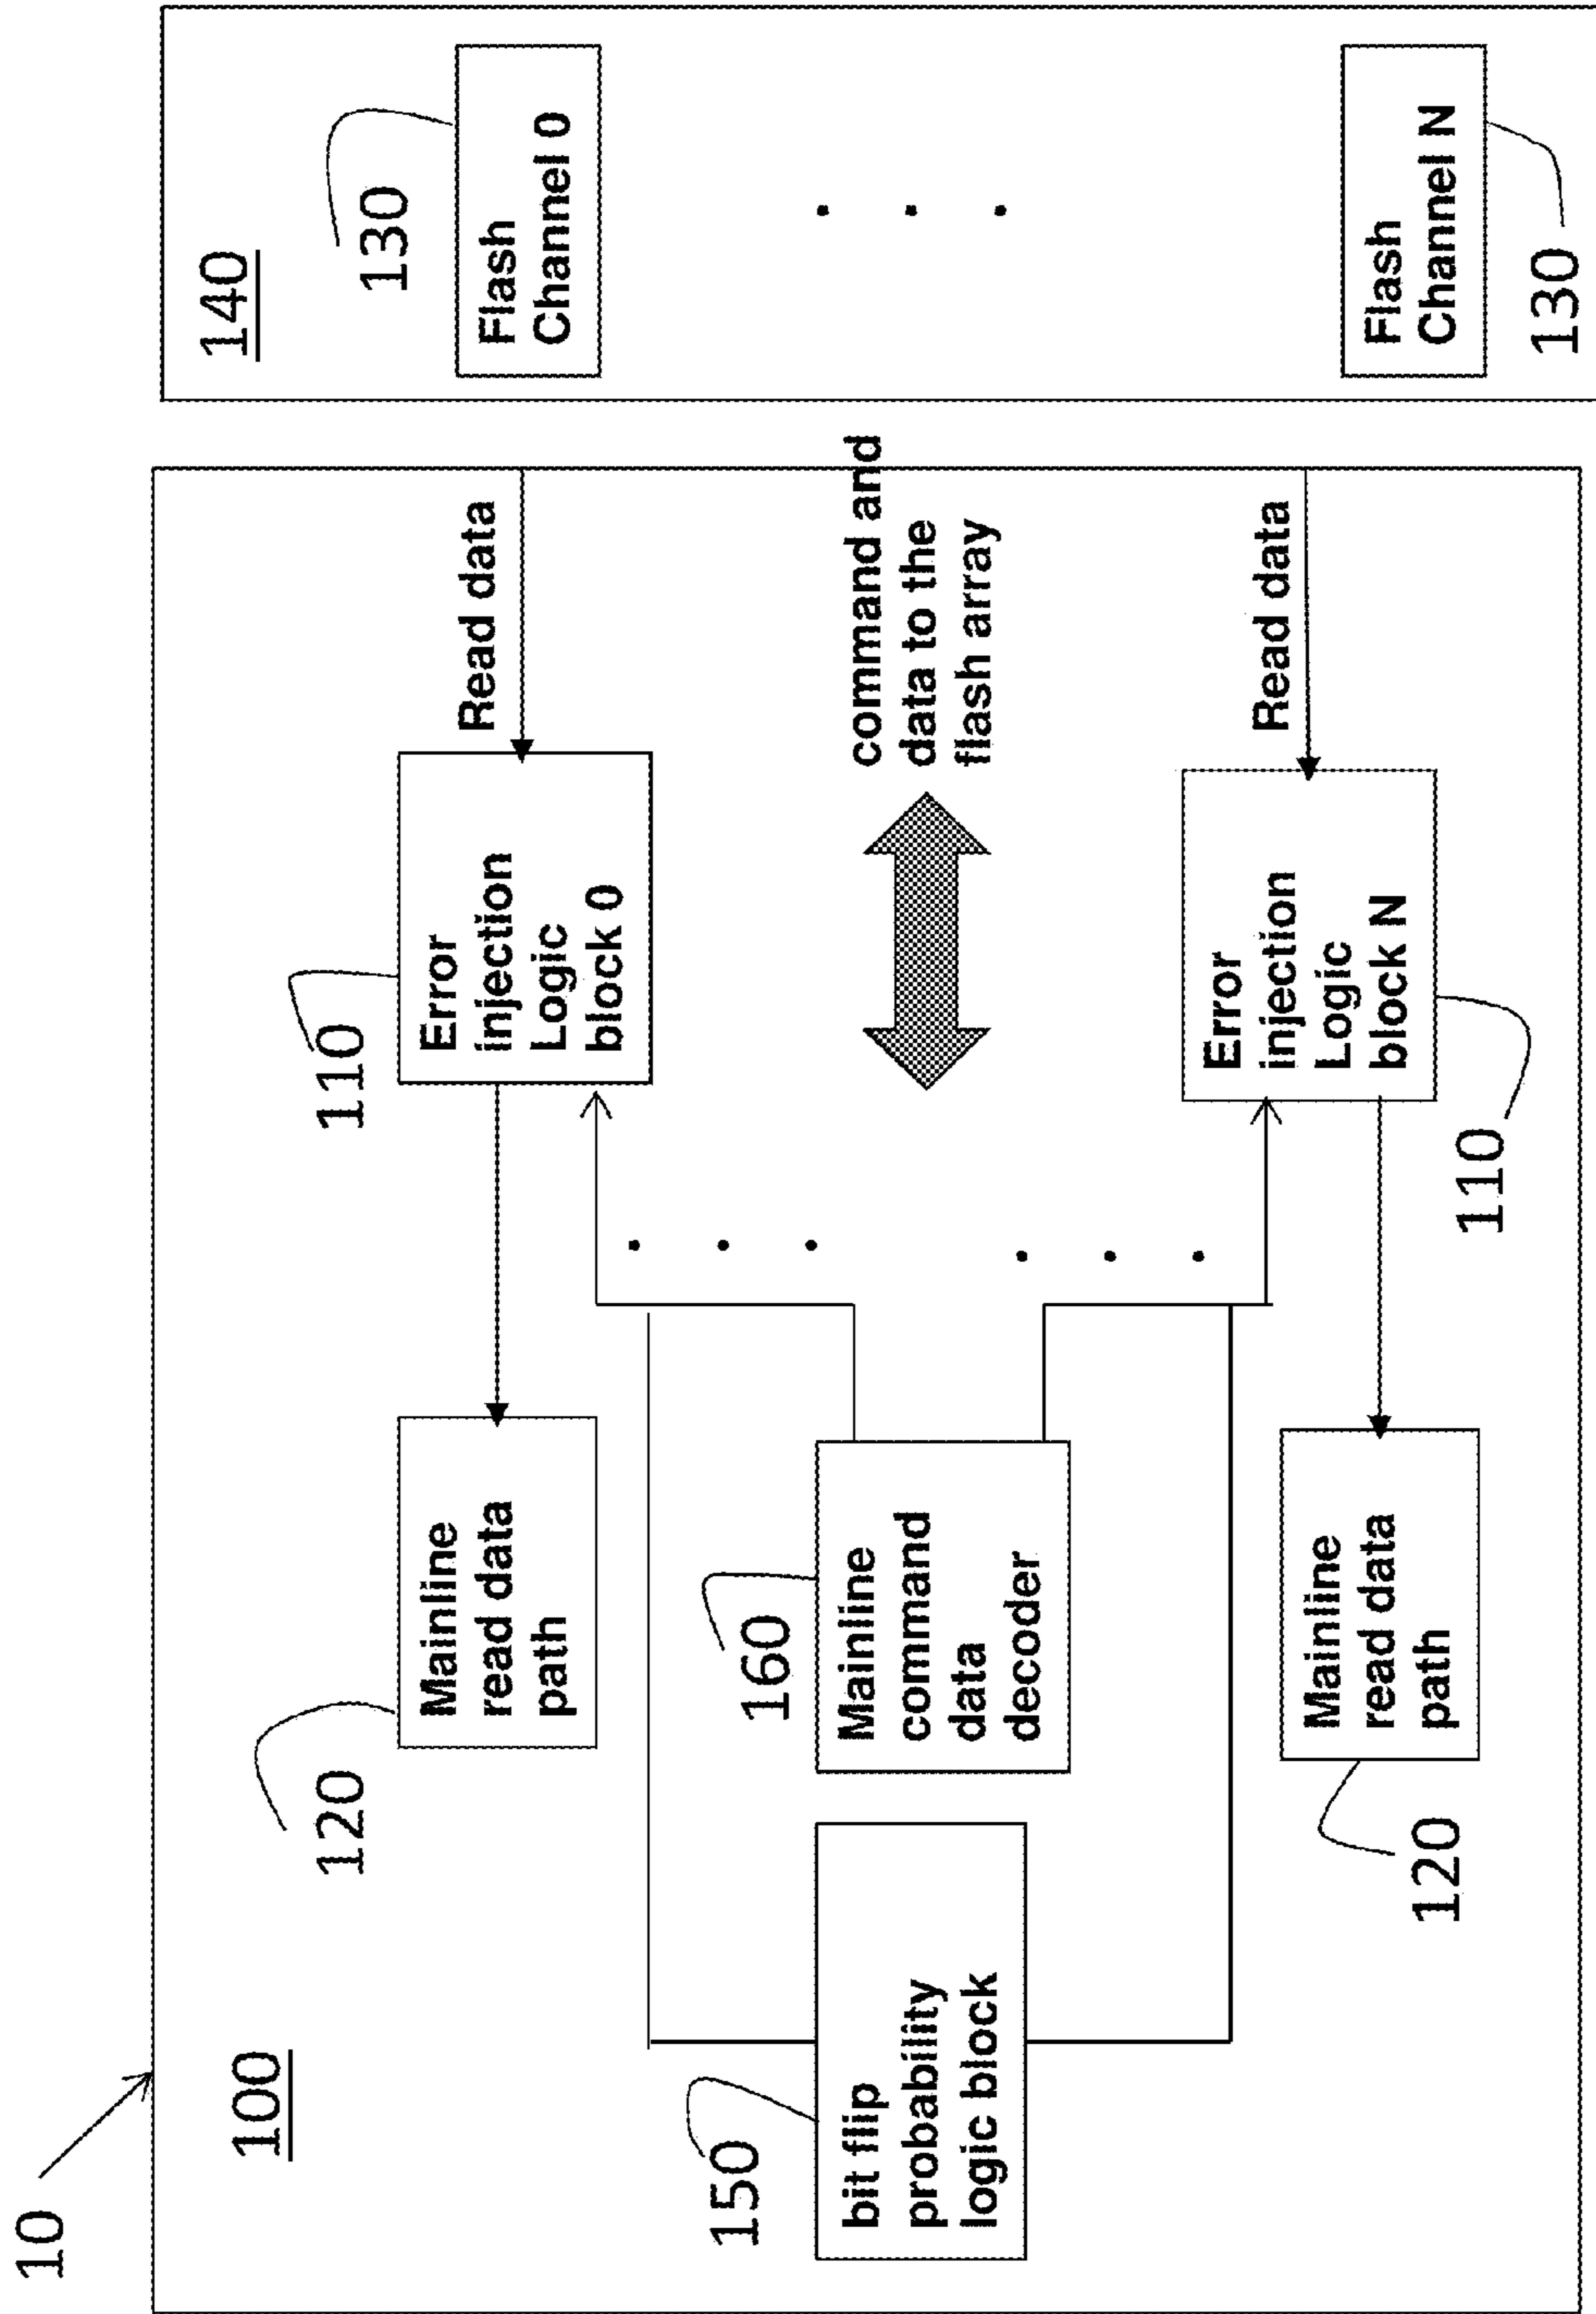 10
100
140
120
Mainline
read data
path
110
Error
injection
Logic
block 0
Read data
130
Flash
Channel 0
150
bit flip
probability
logic block
160
Mainline
command
data
decoder
command and
data to the
flash array
120
Mainline
read data
path
110
Error
injection
Logic
block N
Read data
Flash
Channel N
130